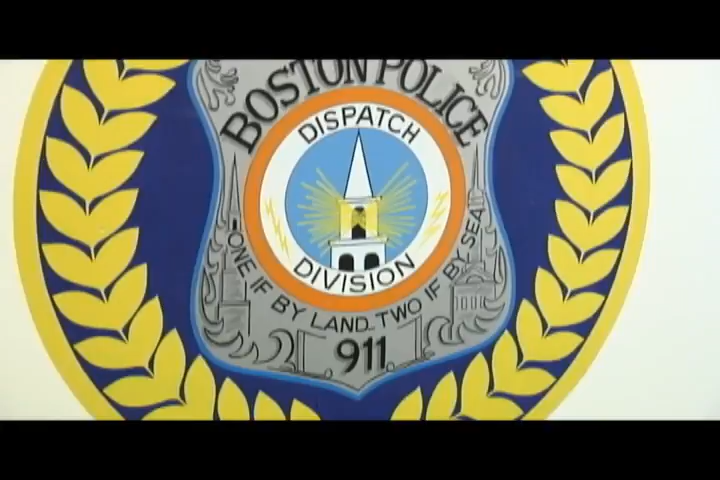 BOSTON POLICE
DISPATCH
DIVISION
ONE IF BY LAND TWO IF BY SEA
911